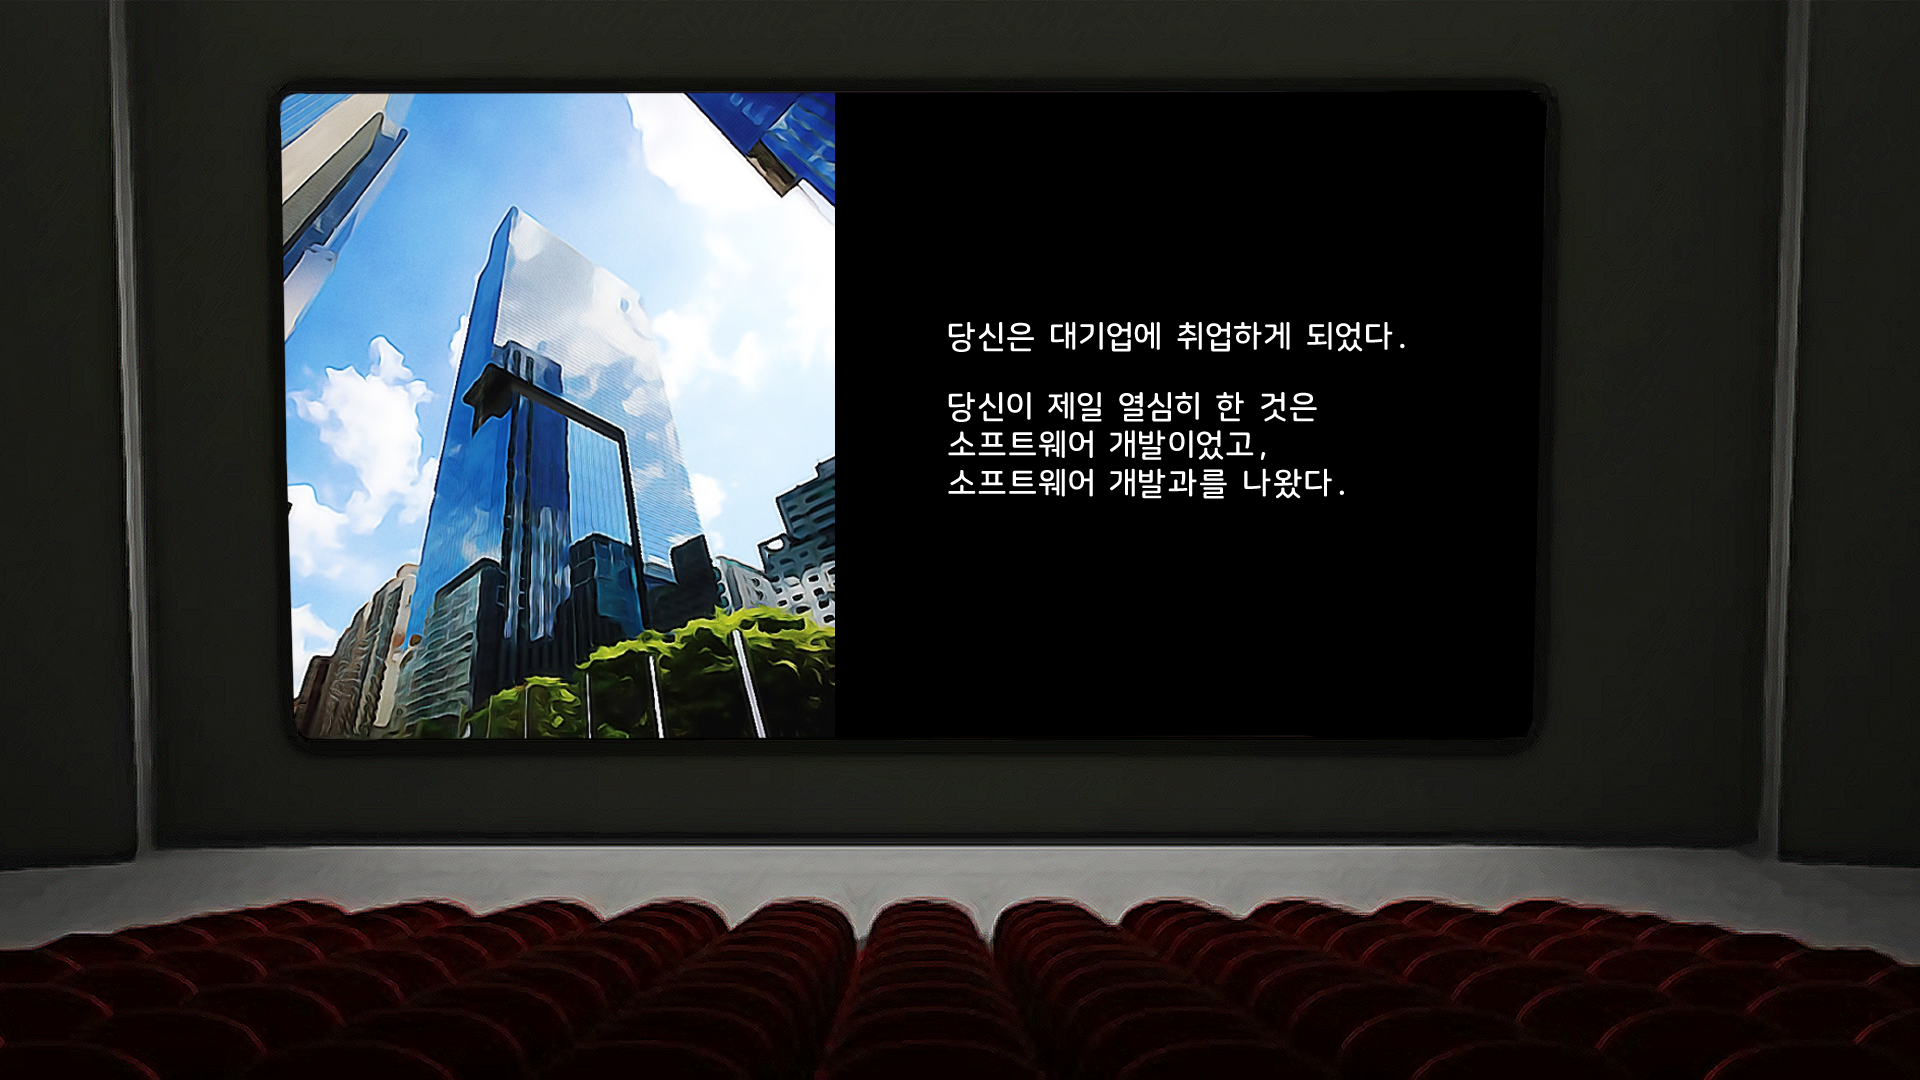 당신은 대기업에 취업하게 되었다.
당신이 제일 열심히 한 것은
소프트웨어 개발이었고,
소프트웨어 개발과를 나왔다.